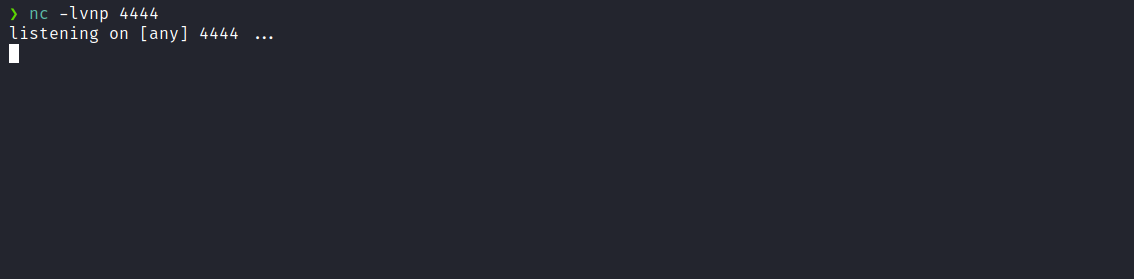 ❯ nc -lvnp 4444
listening on [any] 4444 ...